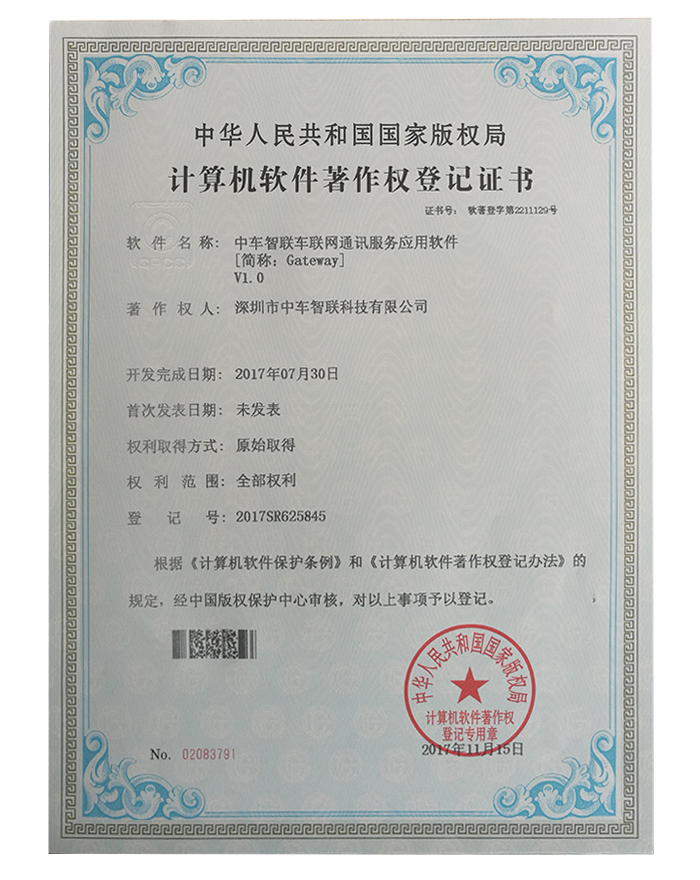 中华人民共和国国家版权局
计算机软件著作权登记证书
证书号： 软著登字第2211129号
软件名称： 中车智联车联网通讯服务应用软件
[简称：Gateway]
V1.0
著作权人： 深圳市中车智联科技有限公司
开发完成日期： 2017年07月30日
首次发表日期： 未发表
权利取得方式： 原始取得
权利范围： 全部权利
登记号： 2017SR625845
根据《计算机软件保护条例》和《计算机软件著作权登记办法》的
规定，经中国版权保护中心审核，对以上事项予以登记。
中华人民共和国国家版权局
计算机软件著作权
登记专用章
2017年11月15日
No. 02083791